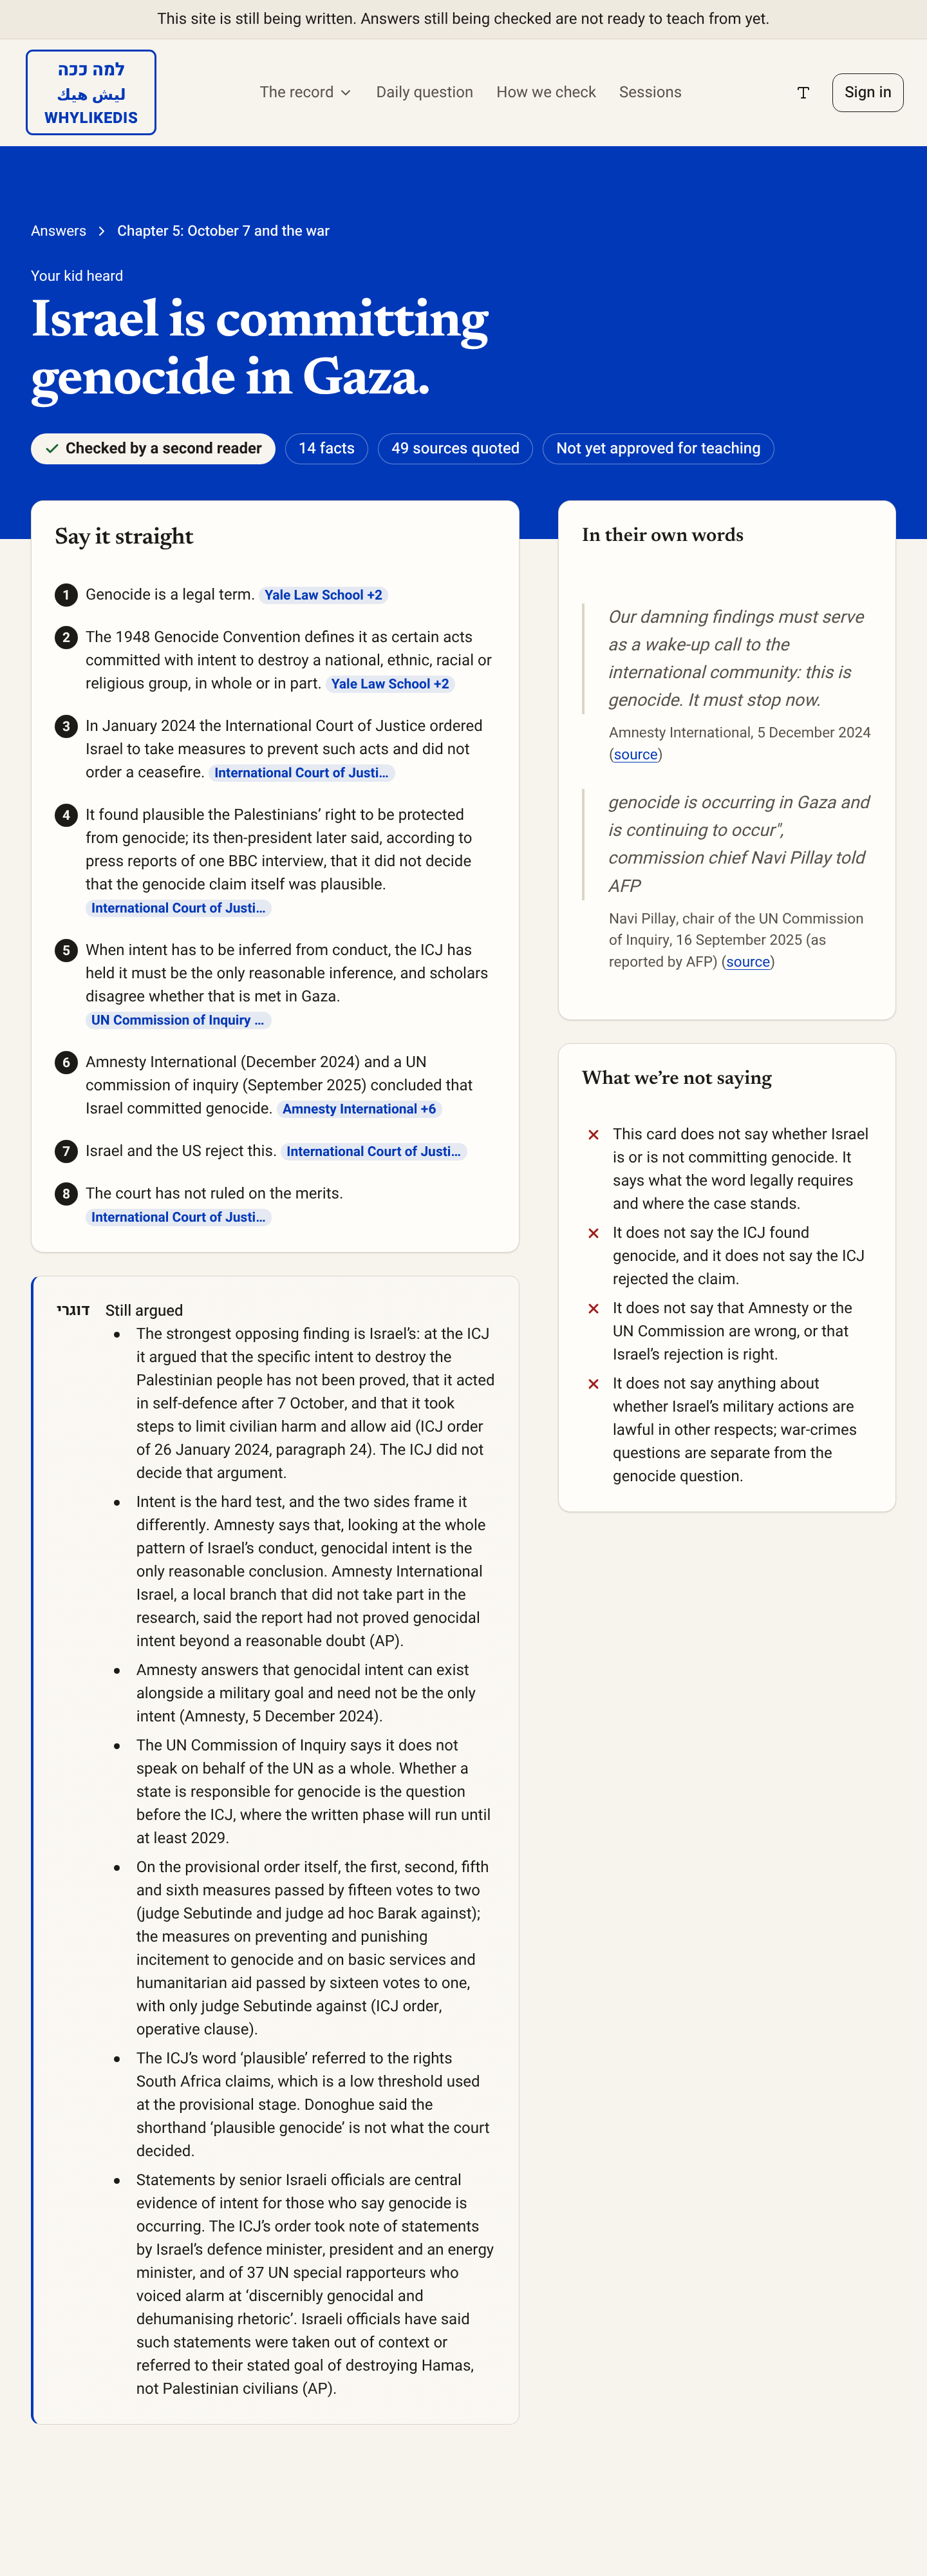 This site is still being written. Answers still being checked are not ready to teach from yet.
למה ככה
ليش هيك
WHYLIKEDIS
The record
Daily question
How we check
Sessions
T
Sign in
Answers > Chapter 5: October 7 and the war
Your kid heard
Israel is committing
genocide in Gaza.
Checked by a second reader
14 facts
49 sources quoted
Not yet approved for teaching
Say it straight
1 Genocide is a legal term. Yale Law School +2
2 The 1948 Genocide Convention defines it as certain acts
committed with intent to destroy a national, ethnic, racial or
religious group, in whole or in part. Yale Law School +2
3 In January 2024 the International Court of Justice ordered
Israel to take measures to prevent such acts and did not
order a ceasefire. International Court of Justi...
4 It found plausible the Palestinians’ right to be protected
from genocide; its then-president later said, according to
press reports of one BBC interview, that it did not decide
that the genocide claim itself was plausible.
International Court of Justi...
5 When intent has to be inferred from conduct, the ICJ has
held it must be the only reasonable inference, and scholars
disagree whether that is met in Gaza.
UN Commission of Inquiry ...
6 Amnesty International (December 2024) and a UN
commission of inquiry (September 2025) concluded that
Israel committed genocide. Amnesty International +6
7 Israel and the US reject this. International Court of Justi...
8 The court has not ruled on the merits.
International Court of Justi...
דוגרי
Still argued
• The strongest opposing finding is Israel’s: at the ICJ
it argued that the specific intent to destroy the
Palestinian people has not been proved, that it acted
in self-defence after 7 October, and that it took
steps to limit civilian harm and allow aid (ICJ order
of 26 January 2024, paragraph 24). The ICJ did not
decide that argument.
• Intent is the hard test, and the two sides frame it
differently. Amnesty says that, looking at the whole
pattern of Israel’s conduct, genocidal intent is the
only reasonable conclusion. Amnesty International
Israel, a local branch that did not take part in the
research, said the report had not proved genocidal
intent beyond a reasonable doubt (AP).
• Amnesty answers that genocidal intent can exist
alongside a military goal and need not be the only
intent (Amnesty, 5 December 2024).
• The UN Commission of Inquiry says it does not
speak on behalf of the UN as a whole. Whether a
state is responsible for genocide is the question
before the ICJ, where the written phase will run until
at least 2029.
• On the provisional order itself, the first, second, fifth
and sixth measures passed by fifteen votes to two
(judge Sebutinde and judge ad hoc Barak against);
the measures on preventing and punishing
incitement to genocide and on basic services and
humanitarian aid passed by sixteen votes to one,
with only judge Sebutinde against (ICJ order,
operative clause).
• The ICJ’s word ‘plausible’ referred to the rights
South Africa claims, which is a low threshold used
at the provisional stage. Donoghue said the
shorthand ‘plausible genocide’ is not what the court
decided.
• Statements by senior Israeli officials are central
evidence of intent for those who say genocide is
occurring. The ICJ’s order took note of statements
by Israel’s defence minister, president and an energy
minister, and of 37 UN special rapporteurs who
voiced alarm at ‘discernibly genocidal and
dehumanising rhetoric’. Israeli officials have said
such statements were taken out of context or
referred to their stated goal of destroying Hamas,
not Palestinian civilians (AP).
In their own words
Our damning findings must serve
as a wake-up call to the
international community: this is
genocide. It must stop now.
Amnesty International, 5 December 2024
(source)
genocide is occurring in Gaza and
is continuing to occur",
commission chief Navi Pillay told
AFP
Navi Pillay, chair of the UN Commission
of Inquiry, 16 September 2025 (as
reported by AFP) (source)
What we’re not saying
This card does not say whether Israel
is or is not committing genocide. It
says what the word legally requires
and where the case stands.
It does not say the ICJ found
genocide, and it does not say the ICJ
rejected the claim.
It does not say that Amnesty or the
UN Commission are wrong, or that
Israel’s rejection is right.
It does not say anything about
whether Israel’s military actions are
lawful in other respects; war-crimes
questions are separate from the
genocide question.